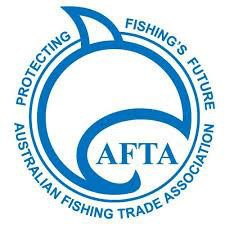 PROTECTING FISHING'S FUTURE
AFTA
AUSTRALIAN FISHING TRADE ASSOCIATION